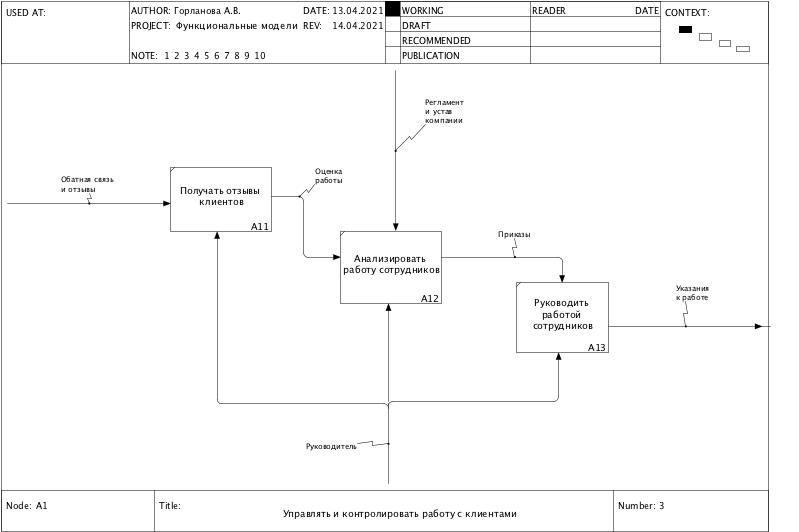 USED AT:
AUTHOR: Горланова А.В.
DATE: 13.04.2021
WORKING
READER
DATE
CONTEXT:
PROJECT: Функциональные модели
REV: 14.04.2021
DRAFT
RECOMMENDED
NOTE: 1 2 3 4 5 6 7 8 9 10
PUBLICATION
Регламент
и устав
компании
Обатная связь
и отзывы
Получать отзывы
клиентов
A11
Оценка
работы
Анализировать
работу сотрудников
A12
Приказы
Руководить
работой
сотрудников
A13
Указания
к работе
Руководитель
Node: A1
Title:
Управлять и контролировать работу с клиентами
Number: 3